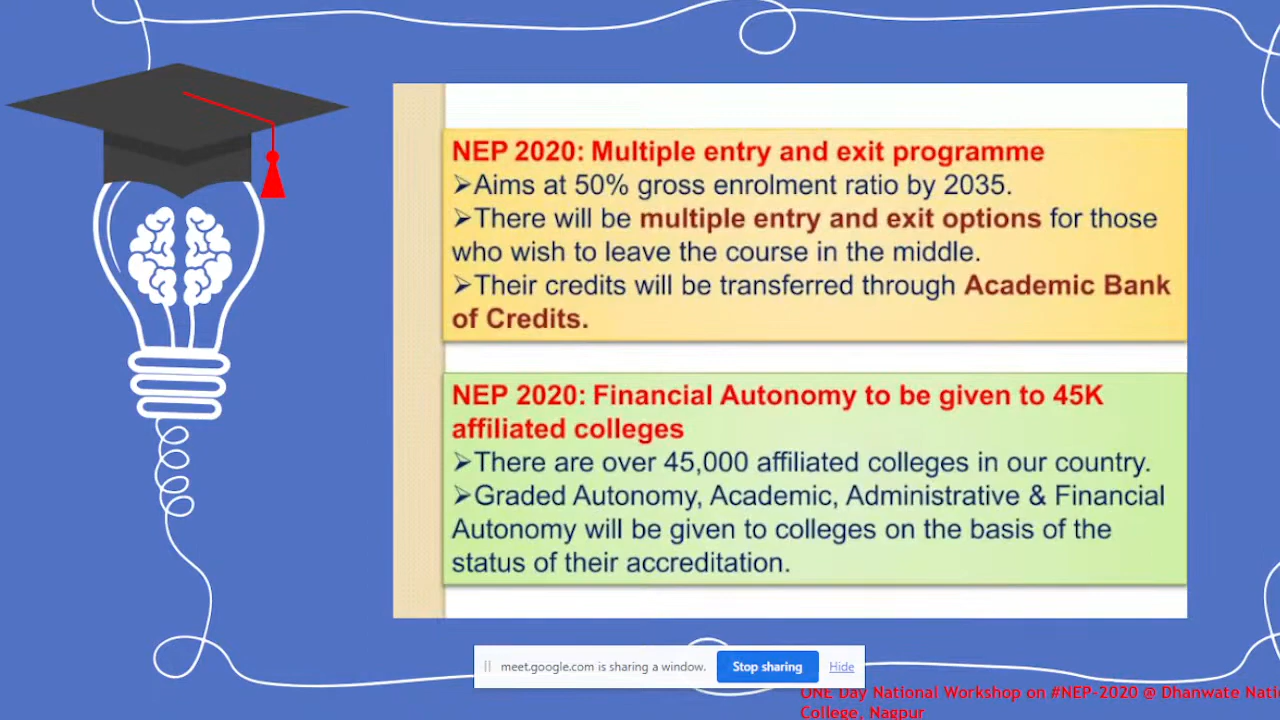 NEP 2020: Multiple entry and exit programme
➢Aims at 50% gross enrolment ratio by 2035.
➢There will be multiple entry and exit options for those
who wish to leave the course in the middle.
➢Their credits will be transferred through Academic Bank
of Credits.
NEP 2020: Financial Autonomy to be given to 45K
affiliated colleges
➢There are over 45,000 affiliated colleges in our country.
➢Graded Autonomy, Academic, Administrative & Financial
Autonomy will be given to colleges on the basis of the
status of their accreditation.
meet.google.com is sharing a window. Stop sharing Hide
ONE Day National Workshop on #NEP-2020 @ Dhanwate Nati
College, Nagpur